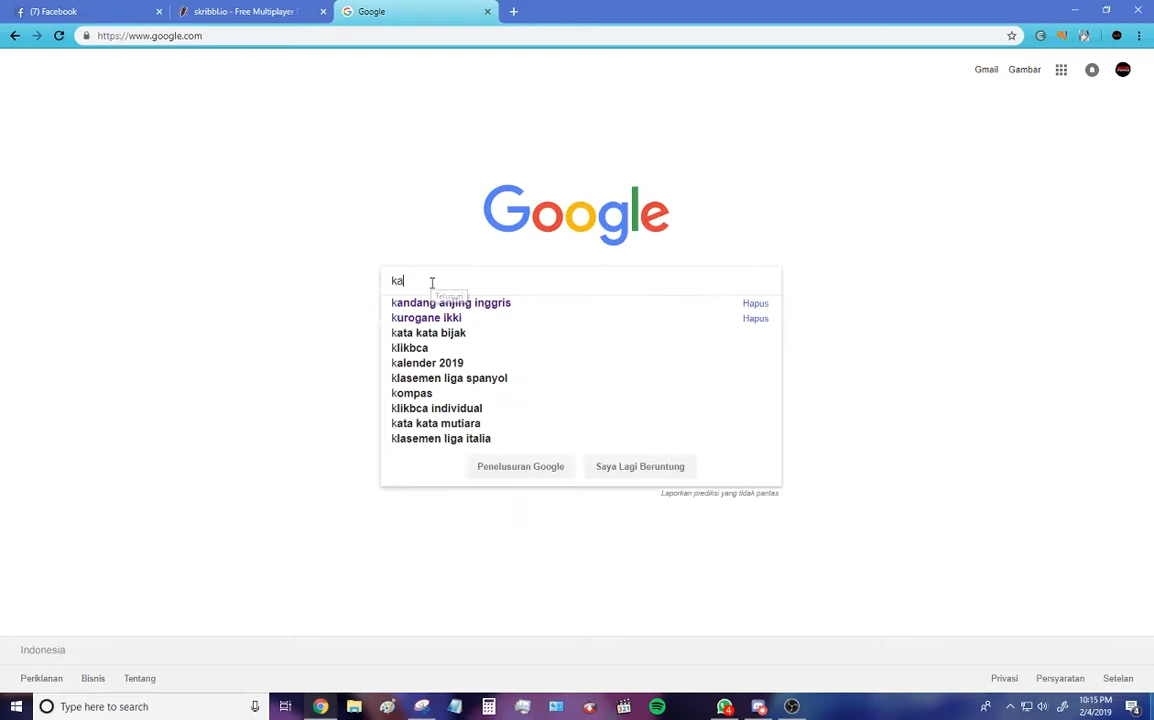 (7) Facebook
skribbl.io - Free Multiplayer
Google
https://www.google.com
Gmail
Gambar
Google
ka
Telusuri
kandang anjing inggris
Hapus
kurogane ikki
Hapus
kata kata bijak
klikbca
kalender 2019
klasemen liga spanyol
kompas
klikbca individual
kata kata mutiara
klasemen liga italia
Penelusuran Google
Saya Lagi Beruntung
Laporkan prediksi yang tidak pantas
Indonesia
Periklanan
Bisnis
Tentang
Privasi
Persyaratan
Setelan
Type here to search
4
10:15 PM
2/4/2019
4